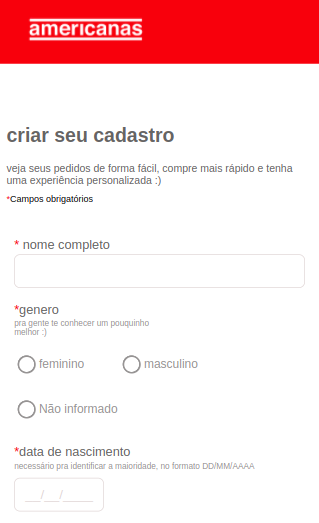 americanas
criar seu cadastro
veja seus pedidos de forma fácil, compre mais rápido e tenha
uma experiência personalizada :)
*Campos obrigatórios
* nome completo
*genero
pra gente te conhecer um pouquinho
melhor :)
feminino masculino
Não informado
*data de nascimento
necessário pra identificar a maioridade, no formato DD/MM/AAAA
__/__/____